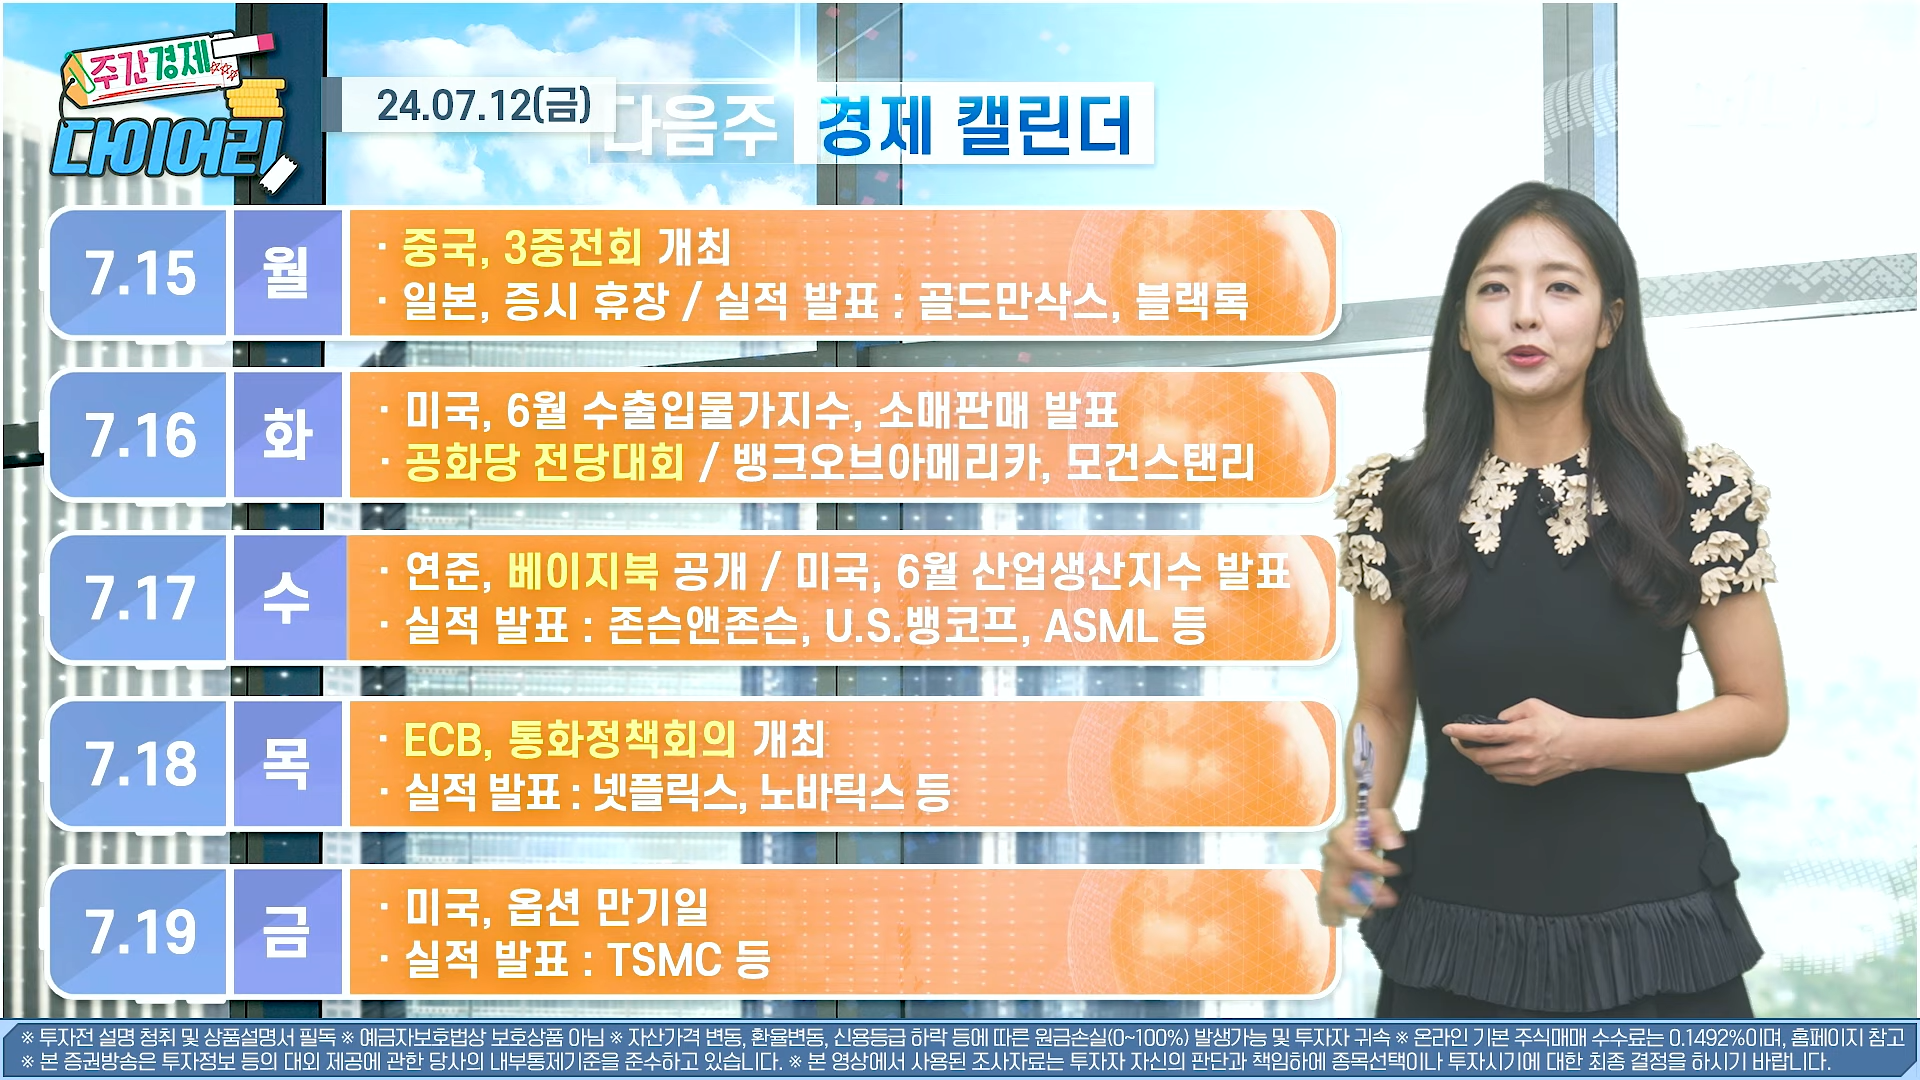 주간경제
다이어리
24.07.12(금)
다음주 경제 캘린더
7.15 월
· 중국, 3중전회 개최
· 일본, 증시 휴장 / 실적 발표 : 골드만삭스, 블랙록
7.16 화
· 미국, 6월 수출입물가지수, 소매판매 발표
· 공화당 전당대회 / 뱅크오브아메리카, 모건스탠리
7.17 수
· 연준, 베이지북 공개 / 미국, 6월 산업생산지수 발표
· 실적 발표 : 존슨앤존슨, U.S.뱅코프, ASML 등
7.18 목
· ECB, 통화정책회의 개최
· 실적 발표 : 넷플릭스, 노바틱스 등
7.19 금
· 미국, 옵션 만기일
· 실적 발표 : TSMC 등
※ 투자전 설명 청취 및 상품설명서 필독 ※ 예금자보호법상 보호상품 아님 ※ 자산가격 변동, 환율변동, 신용등급 하락 등에 따른 원금손실(0~100%) 발생가능 및 투자자 귀속 ※ 온라인 기본 주식매매 수수료는 0.1492%이며, 홈페이지 참고
※ 본 증권방송은 투자정보 등의 대외 제공에 관한 당사의 내부통제기준을 준수하고 있습니다. ※ 본 영상에서 사용된 조사자료는 투자자 자신의 판단과 책임하에 종목선택이나 투자시기에 대한 최종 결정을 하시기 바랍니다.